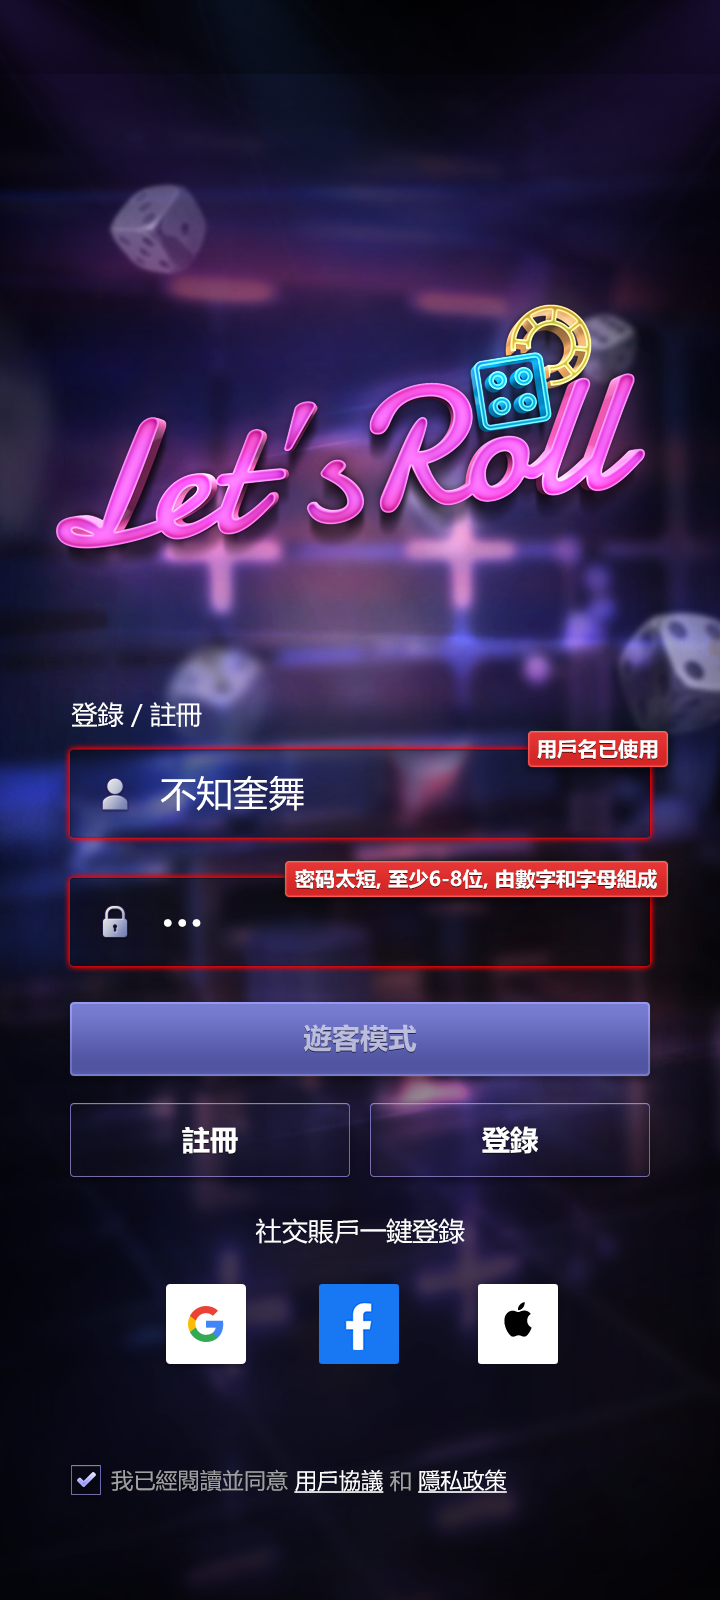 Let's Roll
登錄 / 註冊
用戶名已使用
不知奎舞
密码太短, 至少6-8位, 由數字和字母組成
遊客模式
註冊
登錄
社交賬戶一鍵登錄
我已經閱讀並同意 用戶協議 和 隱私政策